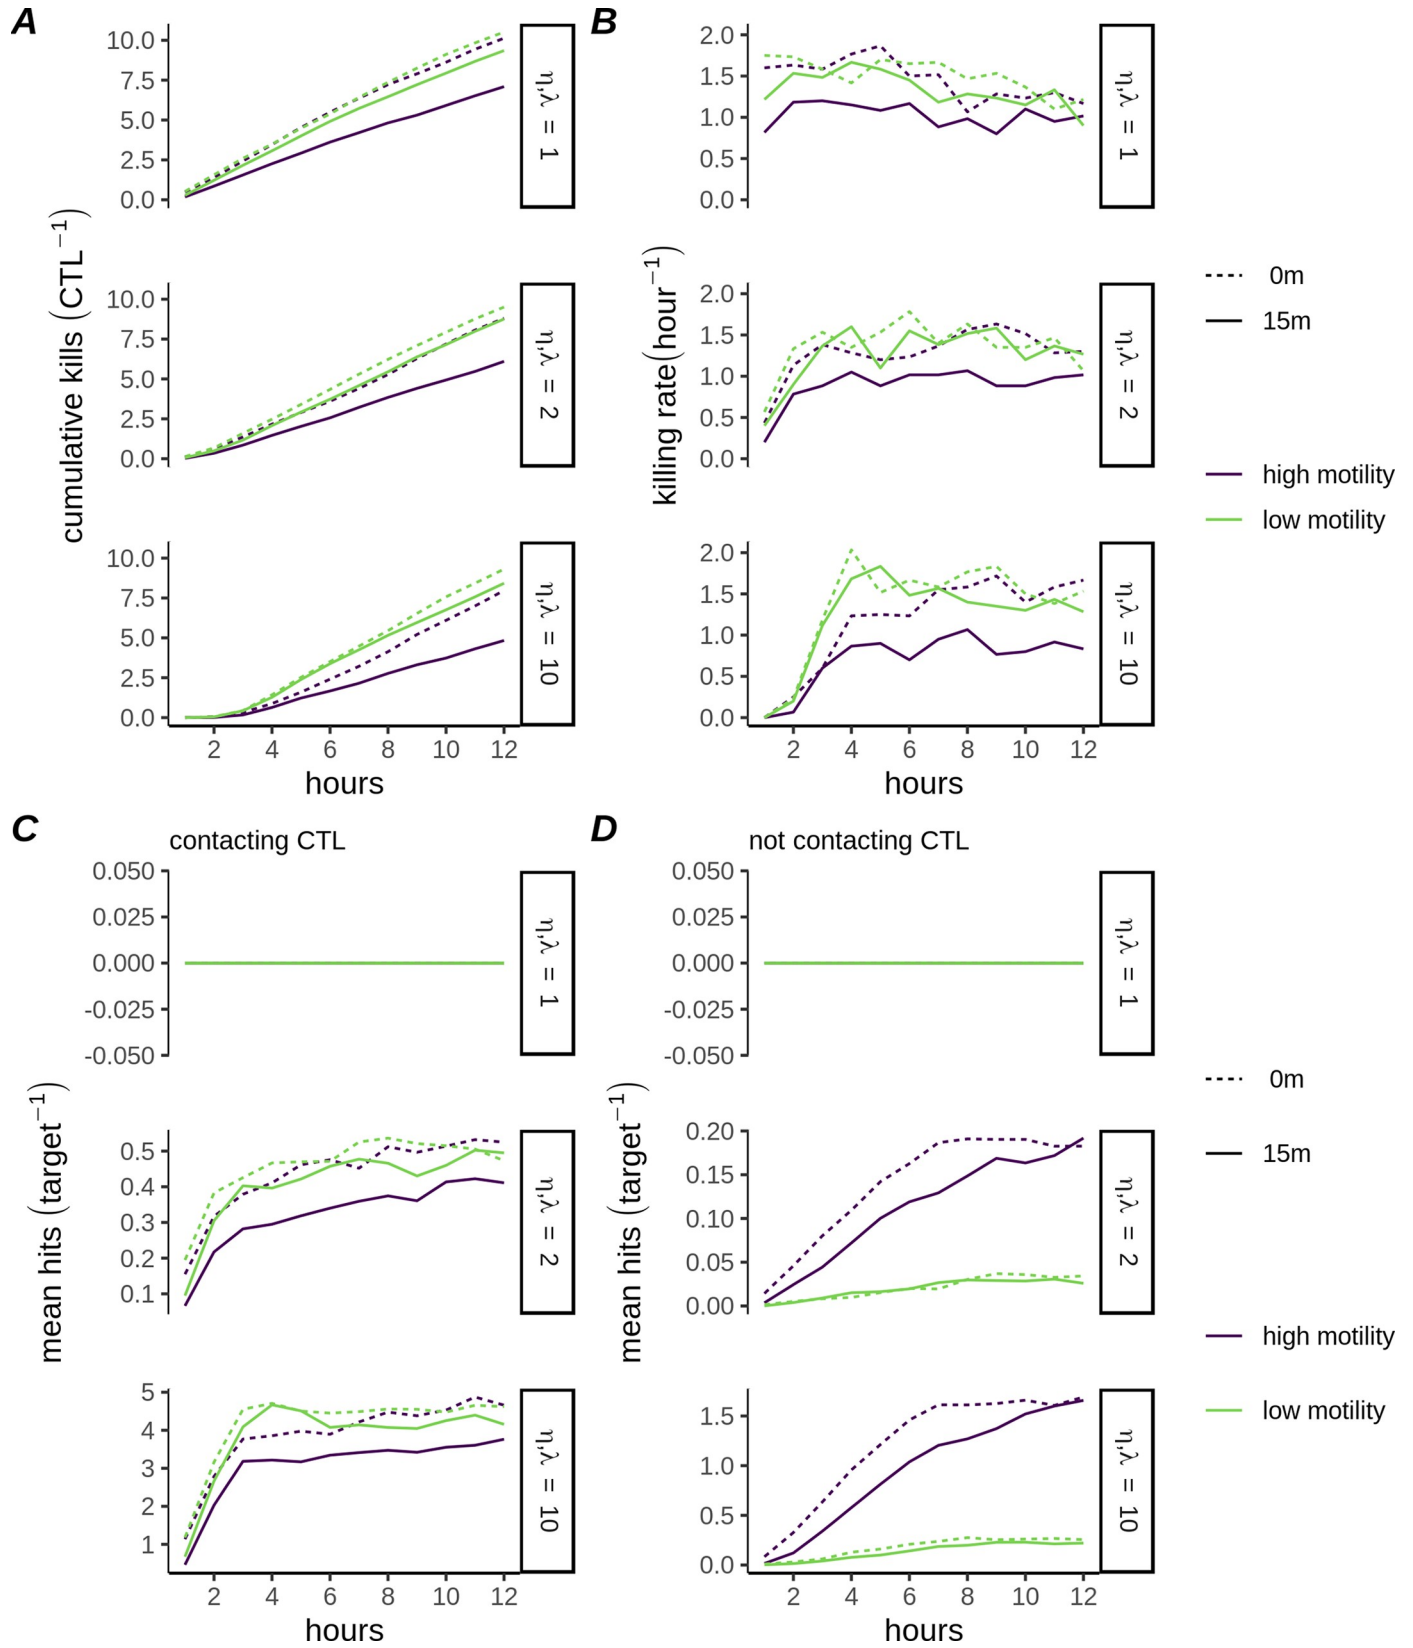 A
B
cumulative kills (CTL⁻¹)
10.0
7.5
5.0
2.5
0.0
η,λ = 1
10.0
7.5
5.0
2.5
0.0
η,λ = 2
10.0
7.5
5.0
2.5
0.0
η,λ = 10
2 4 6 8 10 12
hours
killing rate(hour⁻¹)
2.0
1.5
1.0
0.5
0.0
η,λ = 1
2.0
1.5
1.0
0.5
0.0
η,λ = 2
2.0
1.5
1.0
0.5
0.0
η,λ = 10
2 4 6 8 10 12
hours
0m
15m
high motility
low motility
C
contacting CTL
mean hits (target⁻¹)
0.050
0.025
0.000
-0.025
-0.050
η,λ = 1
0.5
0.4
0.3
0.2
0.1
η,λ = 2
5
4
3
2
1
η,λ = 10
2 4 6 8 10 12
hours
D
not contacting CTL
mean hits (target⁻¹)
0.050
0.025
0.000
-0.025
-0.050
η,λ = 1
0.20
0.15
0.10
0.05
0.00
η,λ = 2
1.5
1.0
0.5
0.0
η,λ = 10
2 4 6 8 10 12
hours
0m
15m
high motility
low motility